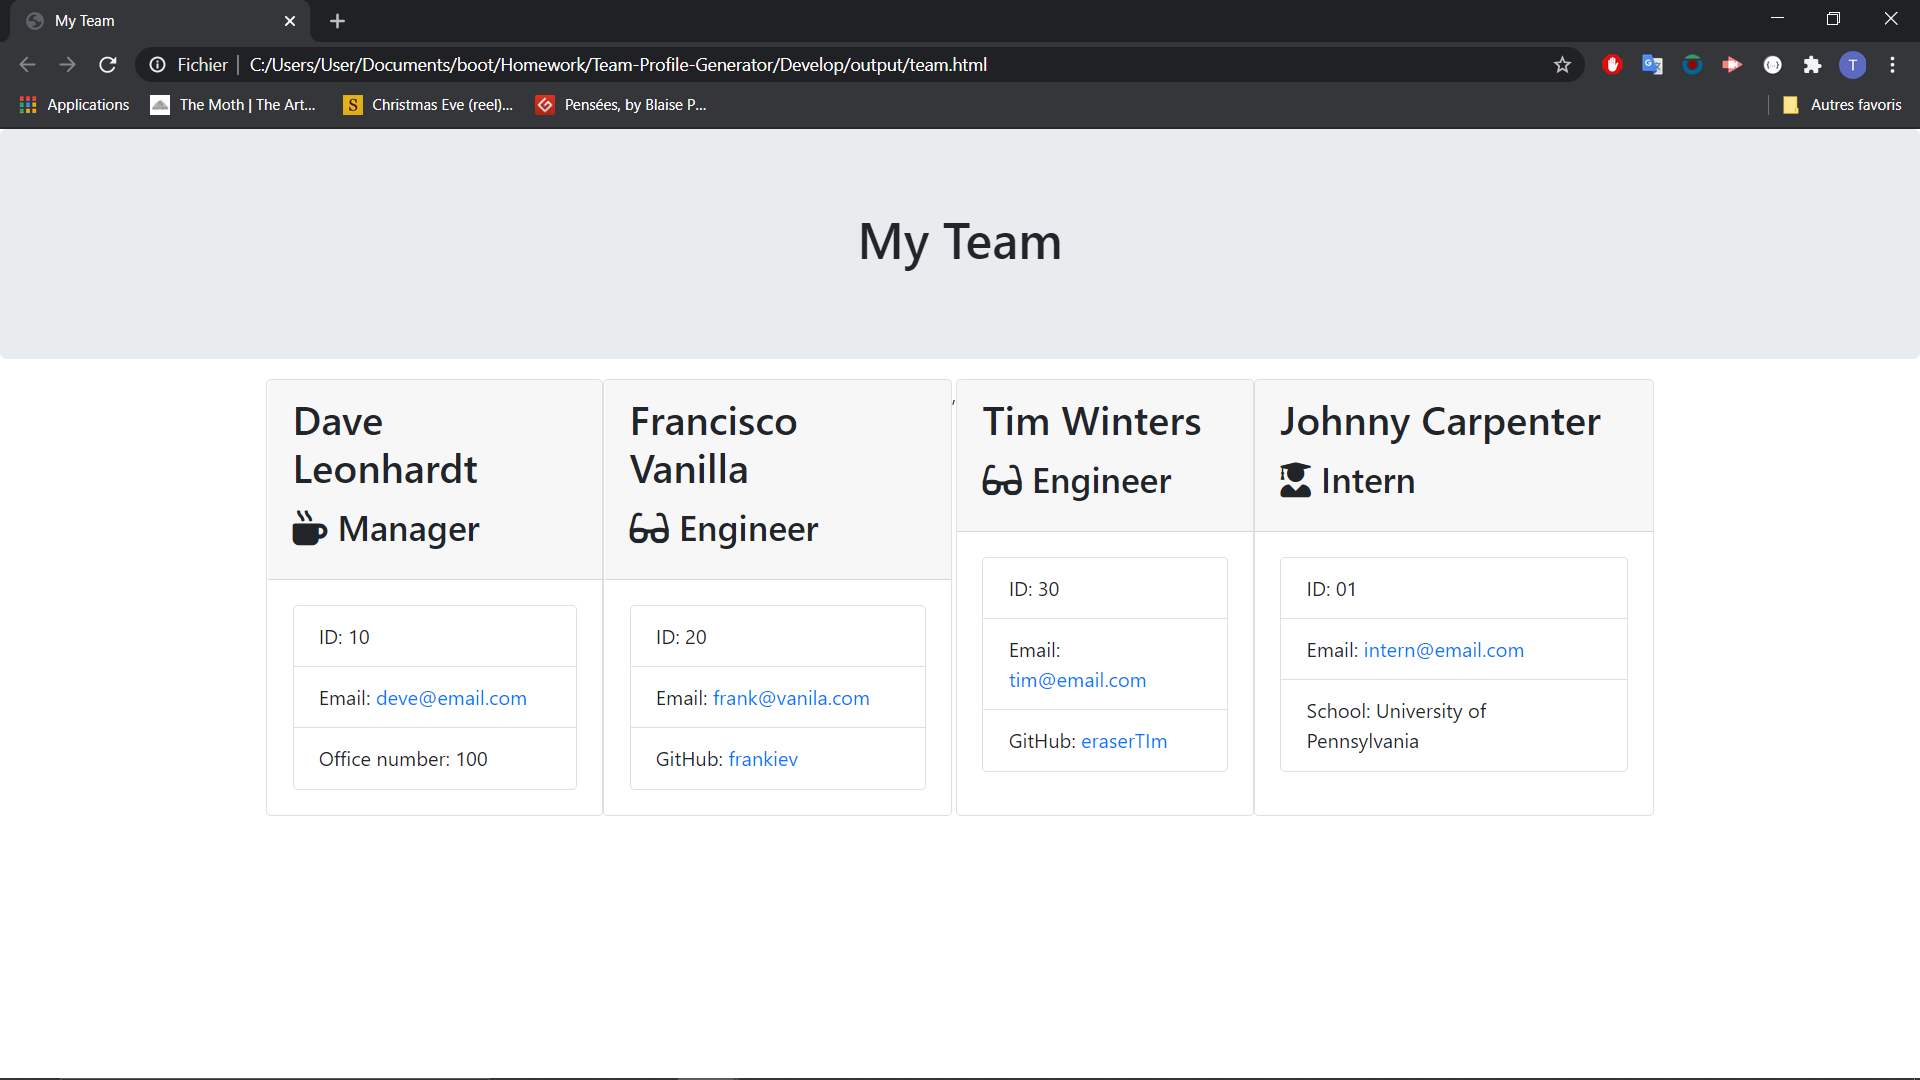 My Team
Fichier | C:/Users/User/Documents/boot/Homework/Team-Profile-Generator/Develop/output/team.html
T
Applications
The Moth | The Art...
S
Christmas Eve (reel)...
Pensées, by Blaise P...
Autres favoris
My Team
Dave
Leonhardt
Manager
ID: 10
Email: deve@email.com
Office number: 100
Francisco
Vanilla
Engineer
ID: 20
Email: frank@vanila.com
GitHub: frankiev
,
Tim Winters
Engineer
ID: 30
Email:
tim@email.com
GitHub: eraserTIm
Johnny Carpenter
Intern
ID: 01
Email: intern@email.com
School: University of
Pennsylvania